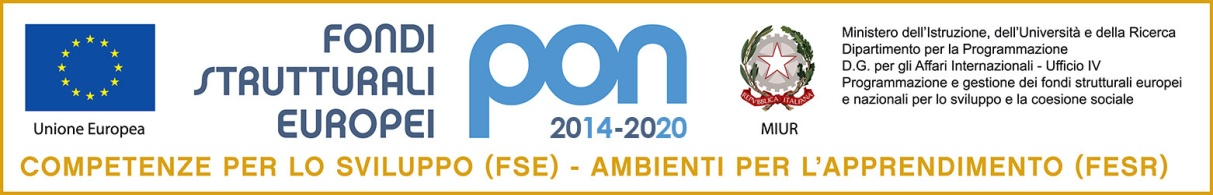 Unione Europea
FONDI
STRUTTURALI
EUROPEI
pon
2014-2020
REPVBBLICA ITALIANA
MIUR
Ministero dell'Istruzione, dell'Università e della Ricerca
Dipartimento per la Programmazione
D.G. per gli Affari Internazionali - Ufficio IV
Programmazione e gestione dei fondi strutturali europei
e nazionali per lo sviluppo e la coesione sociale
COMPETENZE PER LO SVILUPPO (FSE) - AMBIENTI PER L'APPRENDIMENTO (FESR)